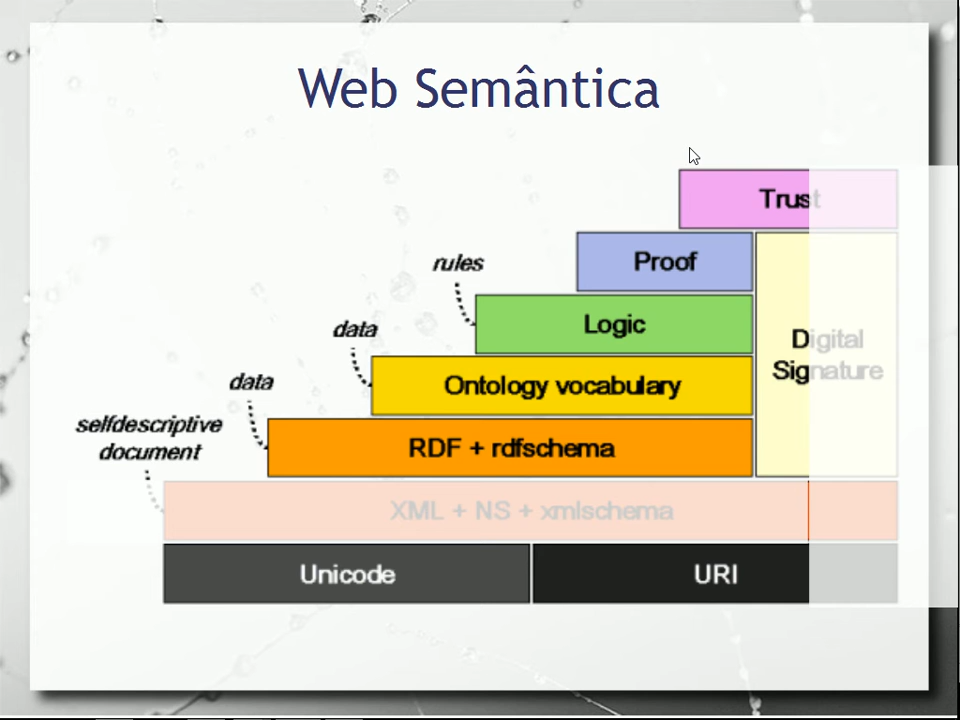 Web Semântica
Trust
Proof
rules
Logic
Digital
Signature
data
Ontology vocabulary
data
RDF + rdfschema
selfdescriptive
document
XML + NS + xmlschema
Unicode
URI